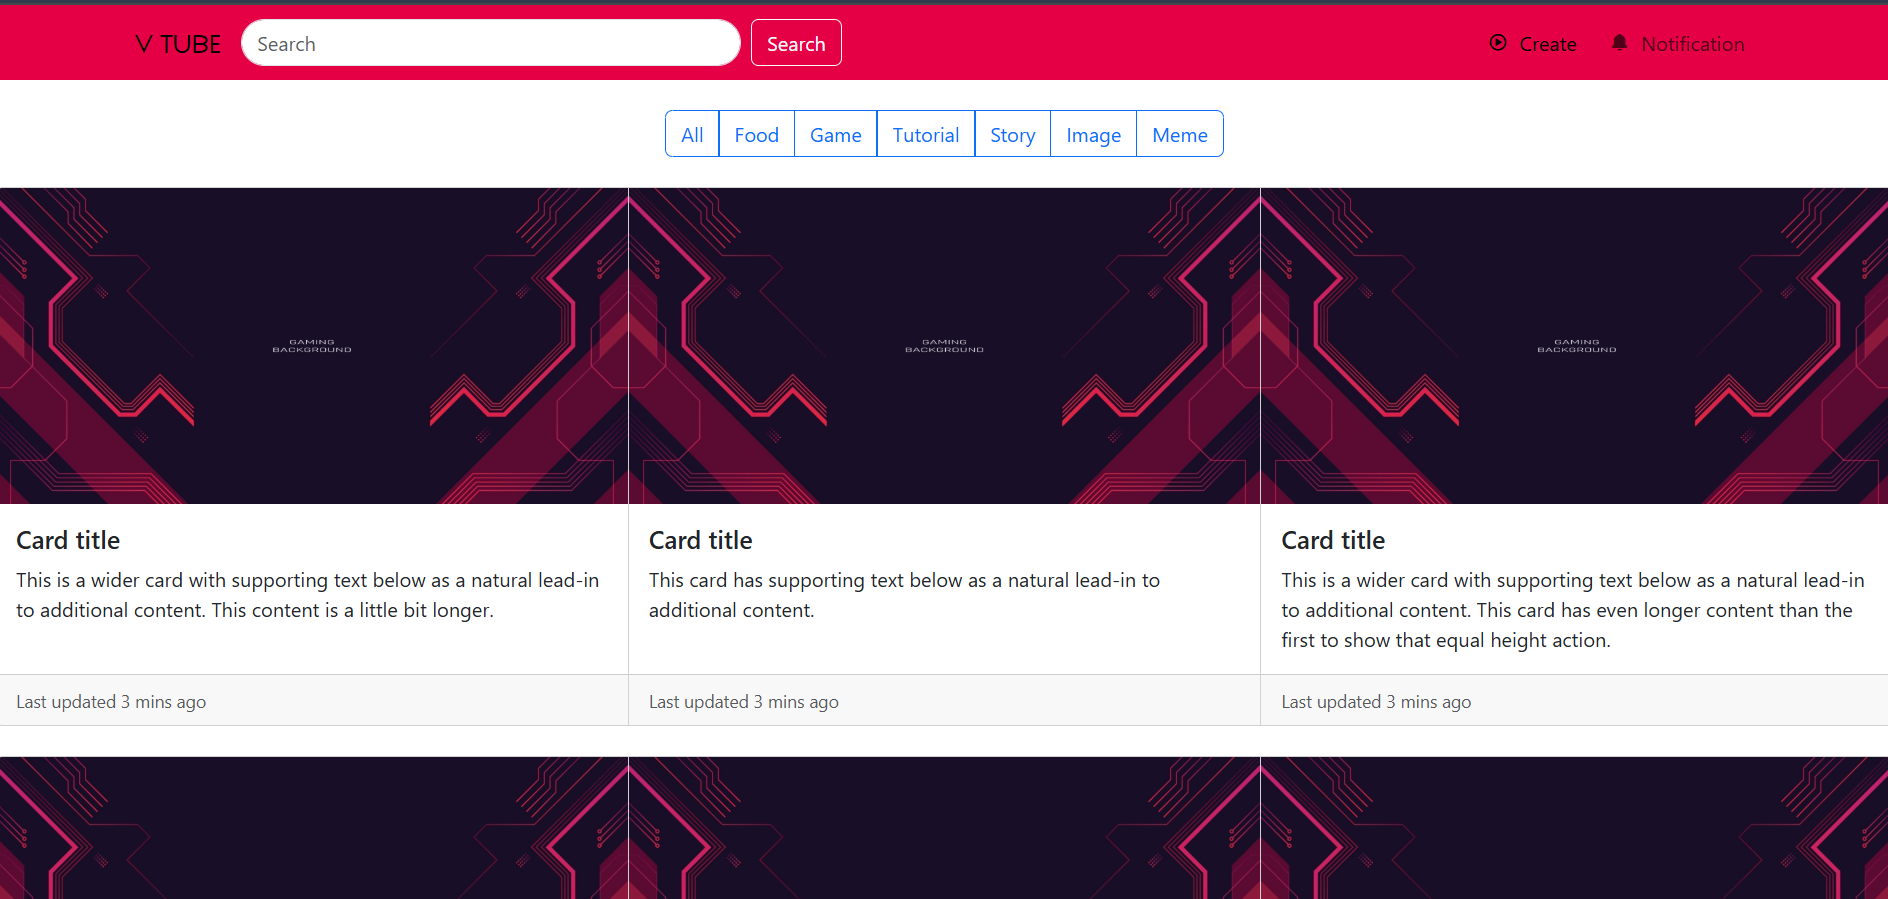 V TUBE Search Search Create Notification
All Food Game Tutorial Story Image Meme
GAMING
BACKGROUND
GAMING
BACKGROUND
GAMING
BACKGROUND
Card title
This is a wider card with supporting text below as a natural lead-in
to additional content. This content is a little bit longer.
Last updated 3 mins ago
Card title
This card has supporting text below as a natural lead-in to
additional content.
Last updated 3 mins ago
Card title
This is a wider card with supporting text below as a natural lead-in
to additional content. This card has even longer content than the
first to show that equal height action.
Last updated 3 mins ago